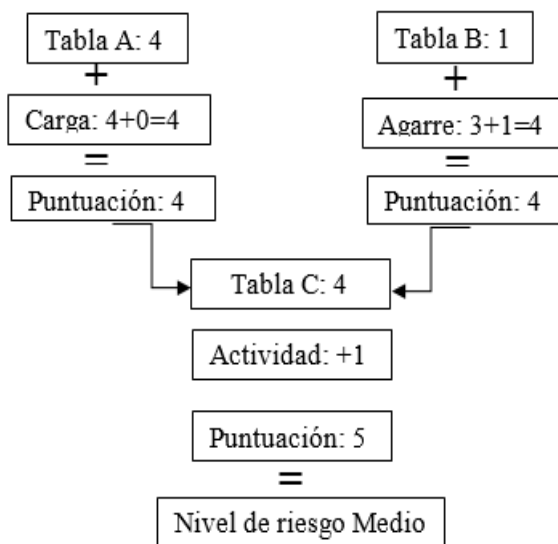 Tabla A: 4
+
Carga: 4+0=4
=
Puntuación: 4
Tabla B: 1
+
Agarre: 3+1=4
=
Puntuación: 4
Tabla C: 4
Actividad: +1
Puntuación: 5
=
Nivel de riesgo Medio